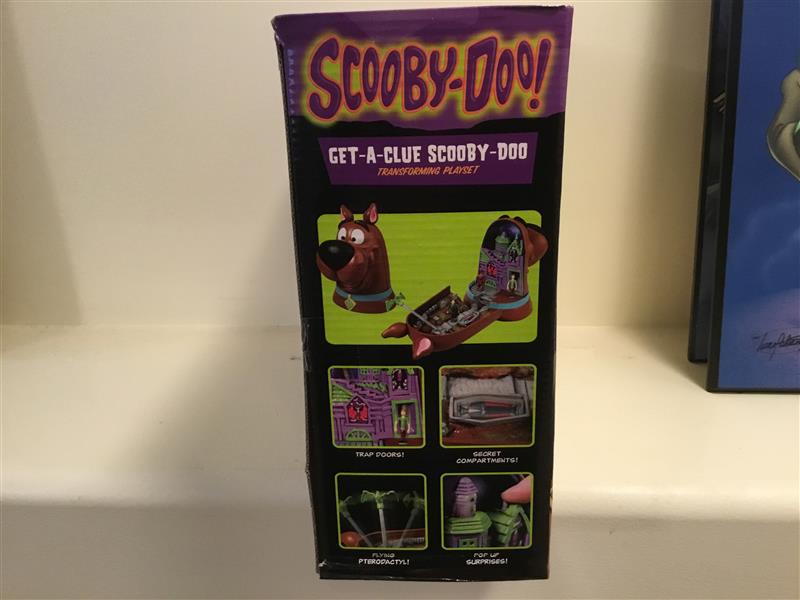 SCOOBY-DOO!
GET-A-CLUE SCOOBY-DOO
TRANSFORMING PLAYSET
TRAP DOORS!
SECRET
COMPARTMENTS!
FLYING
PTERODACTYL!
POP UP
SURPRISES!